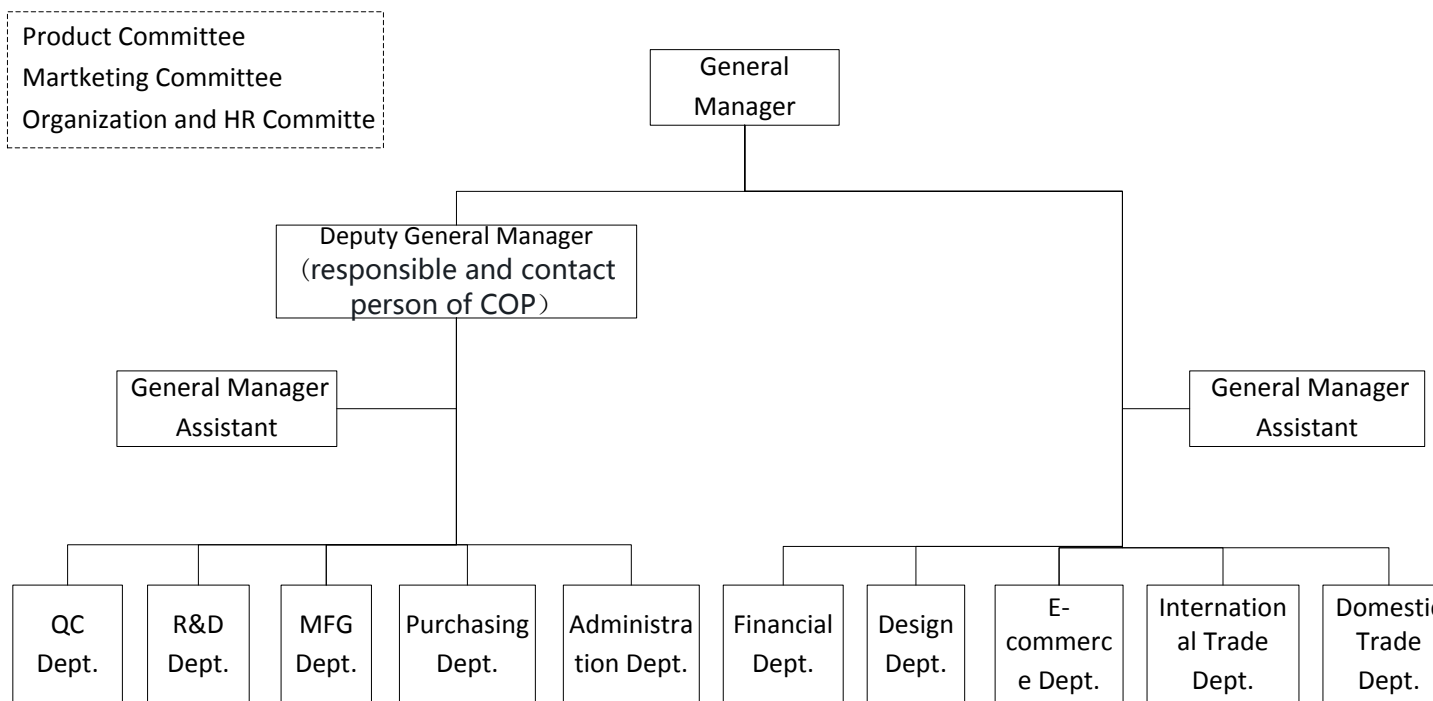 Product Committee
Martketing Committee
Organization and HR Committe
General
Manager
Deputy General Manager
（responsible and contact
person of COP）
General Manager
Assistant
General Manager
Assistant
QC
Dept.
R&D
Dept.
MFG
Dept.
Purchasing
Dept.
Administra
tion Dept.
Financial
Dept.
Design
Dept.
E-
commerc
e Dept.
Internation
al Trade
Dept.
Domestic
Trade
Dept.